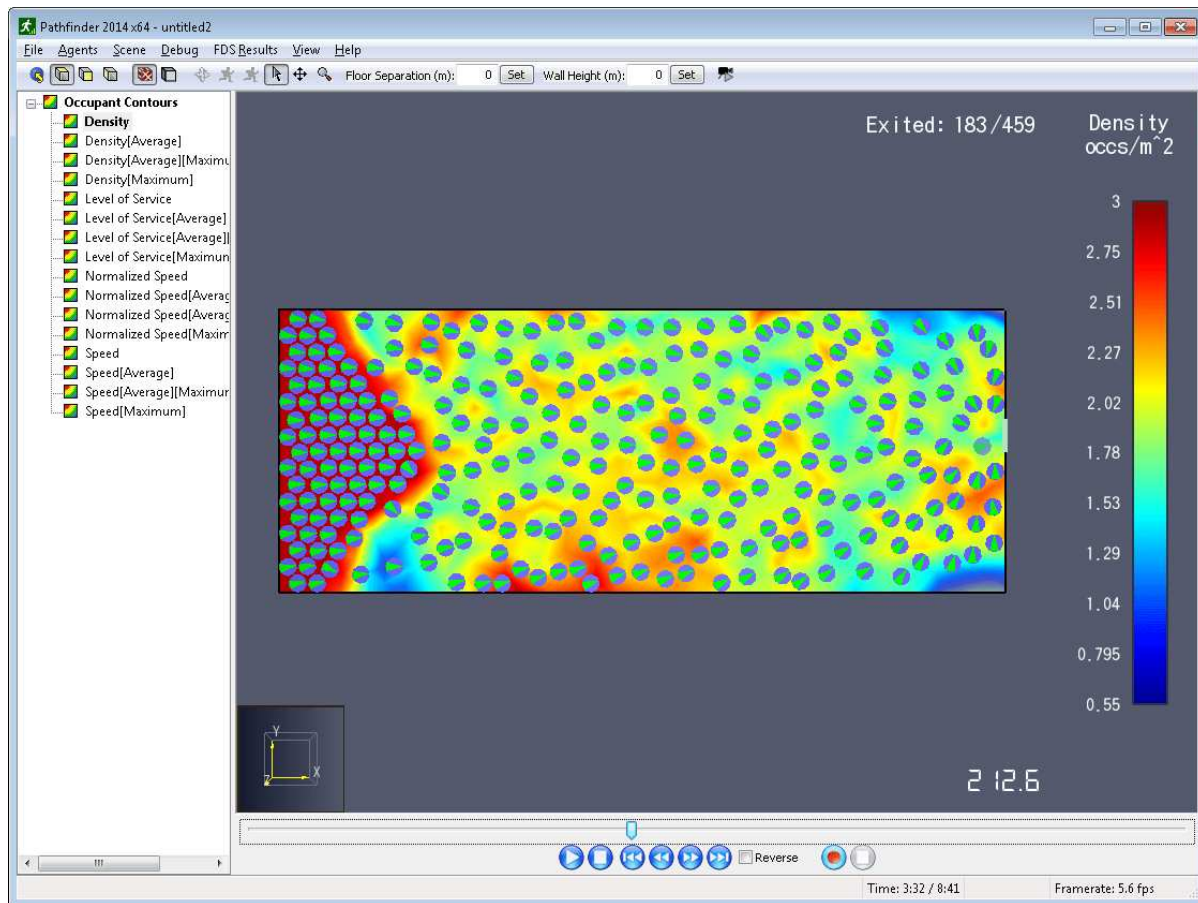 Pathfinder 2014 x64 - untitled2
File Agents Scene Debug FDS Results View Help
Floor Separation (m): 0 Set Wall Height (m): 0 Set
Occupant Contours
Density
Density[Average]
Density[Average][Maximu
Density[Maximum]
Level of Service
Level of Service[Average]
Level of Service[Average][
Level of Service[Maximun
Normalized Speed
Normalized Speed[Averag
Normalized Speed[Averag
Normalized Speed[Maxim
Speed
Speed[Average]
Speed[Average][Maximur
Speed[Maximum]
Exited: 183/459
Density
occs/m^2
3
2.75
2.51
2.27
2.02
1.78
1.53
1.29
1.04
0.795
0.55
Y
Z X
212.6
Reverse
Time: 3:32 / 8:41 Framerate: 5.6 fps